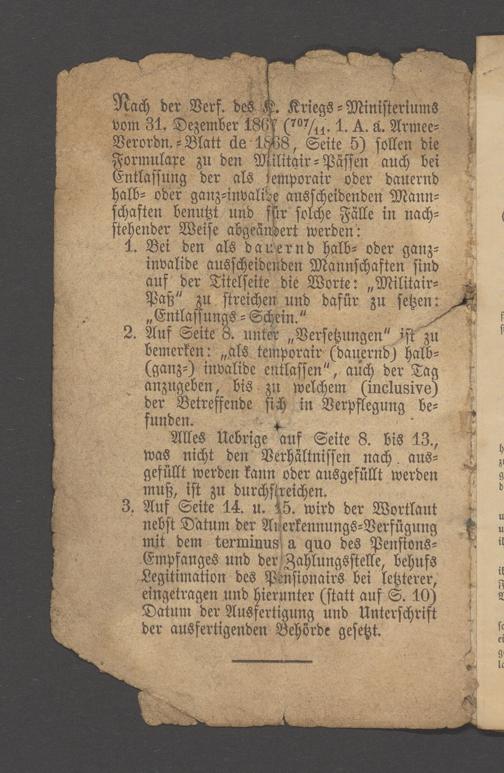 Nach der Verf. des K. Kriegs-Ministeriums
vom 31. Dezember 1867 (707/11. 1. A. a. Armee-
Verordn.-Blatt de 1868, Seite 5) sollen die
Formulare zu den Militair-Pässen auch bei
Entlassung der als temporair oder dauernd
halb- oder ganz-invalide ausscheidenden Mann-
schaften benutzt und für solche Fälle in nach-
stehender Weise abgeändert werden:
1. Bei den als dauernd halb- oder ganz-
invalide ausscheidenden Mannschaften sind
auf der Titelseite die Worte: „Militair-
Paß“ zu streichen und dafür zu setzen:
„Entlassungs-Schein.“
2. Auf Seite 8. unter „Versetzungen“ ist zu
bemerken: „als temporair (dauernd) halb-
(ganz-) invalide entlassen“, auch der Tag
anzugeben, bis zu welchem (inclusive)
der Betreffende sich in Verpflegung be-
funden.
Alles Uebrige auf Seite 8. bis 13.,
was nicht den Verhältnissen nach aus-
gefüllt werden kann oder ausgefüllt werden
muß, ist zu durchstreichen.
3. Auf Seite 14. u. 15. wird der Wortlaut
nebst Datum der Anerkennungs-Verfügung
mit dem terminus a quo des Pensions-
Empfanges und der Zahlungsstelle, behufs
Legitimation des Pensionairs bei letzterer,
eingetragen und hierunter (statt auf S. 10)
Datum der Ausfertigung und Unterschrift
der ausfertigenden Behörde gesetzt.